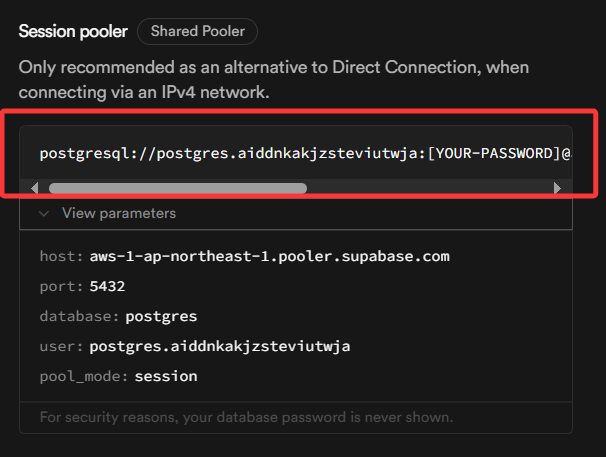 Session pooler Shared Pooler
Only recommended as an alternative to Direct Connection, when
connecting via an IPv4 network.
postgresql://postgres.aiddnkakjzsteviutwja:[YOUR-PASSWORD]@
View parameters
host: aws-1-ap-northeast-1.pooler.supabase.com
port: 5432
database: postgres
user: postgres.aiddnkakjzsteviutwja
pool_mode: session
For security reasons, your database password is never shown.